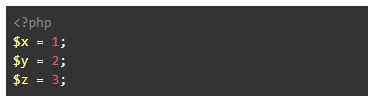 <?php
$x = 1;
$y = 2;
$z = 3;